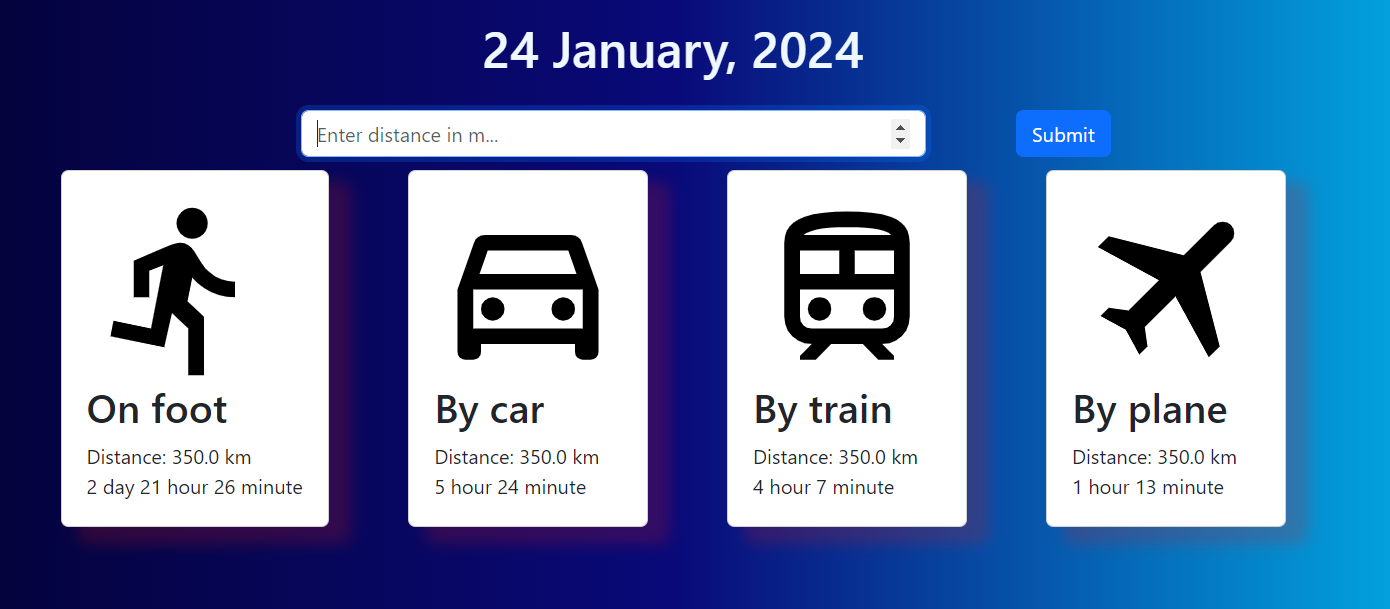 24 January, 2024
Enter distance in m...
Submit
On foot
Distance: 350.0 km
2 day 21 hour 26 minute
By car
Distance: 350.0 km
5 hour 24 minute
By train
Distance: 350.0 km
4 hour 7 minute
By plane
Distance: 350.0 km
1 hour 13 minute